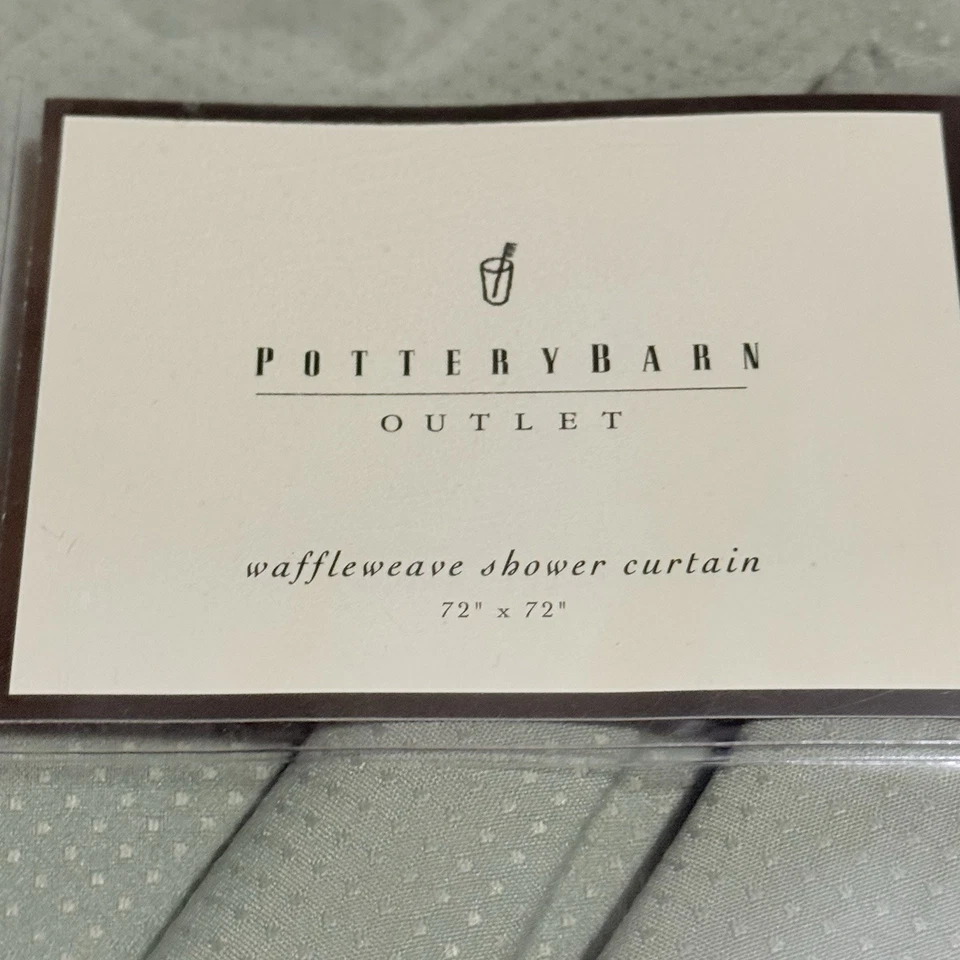 POTTERYBARN
OUTLET
waffleweave shower curtain
72" x 72"